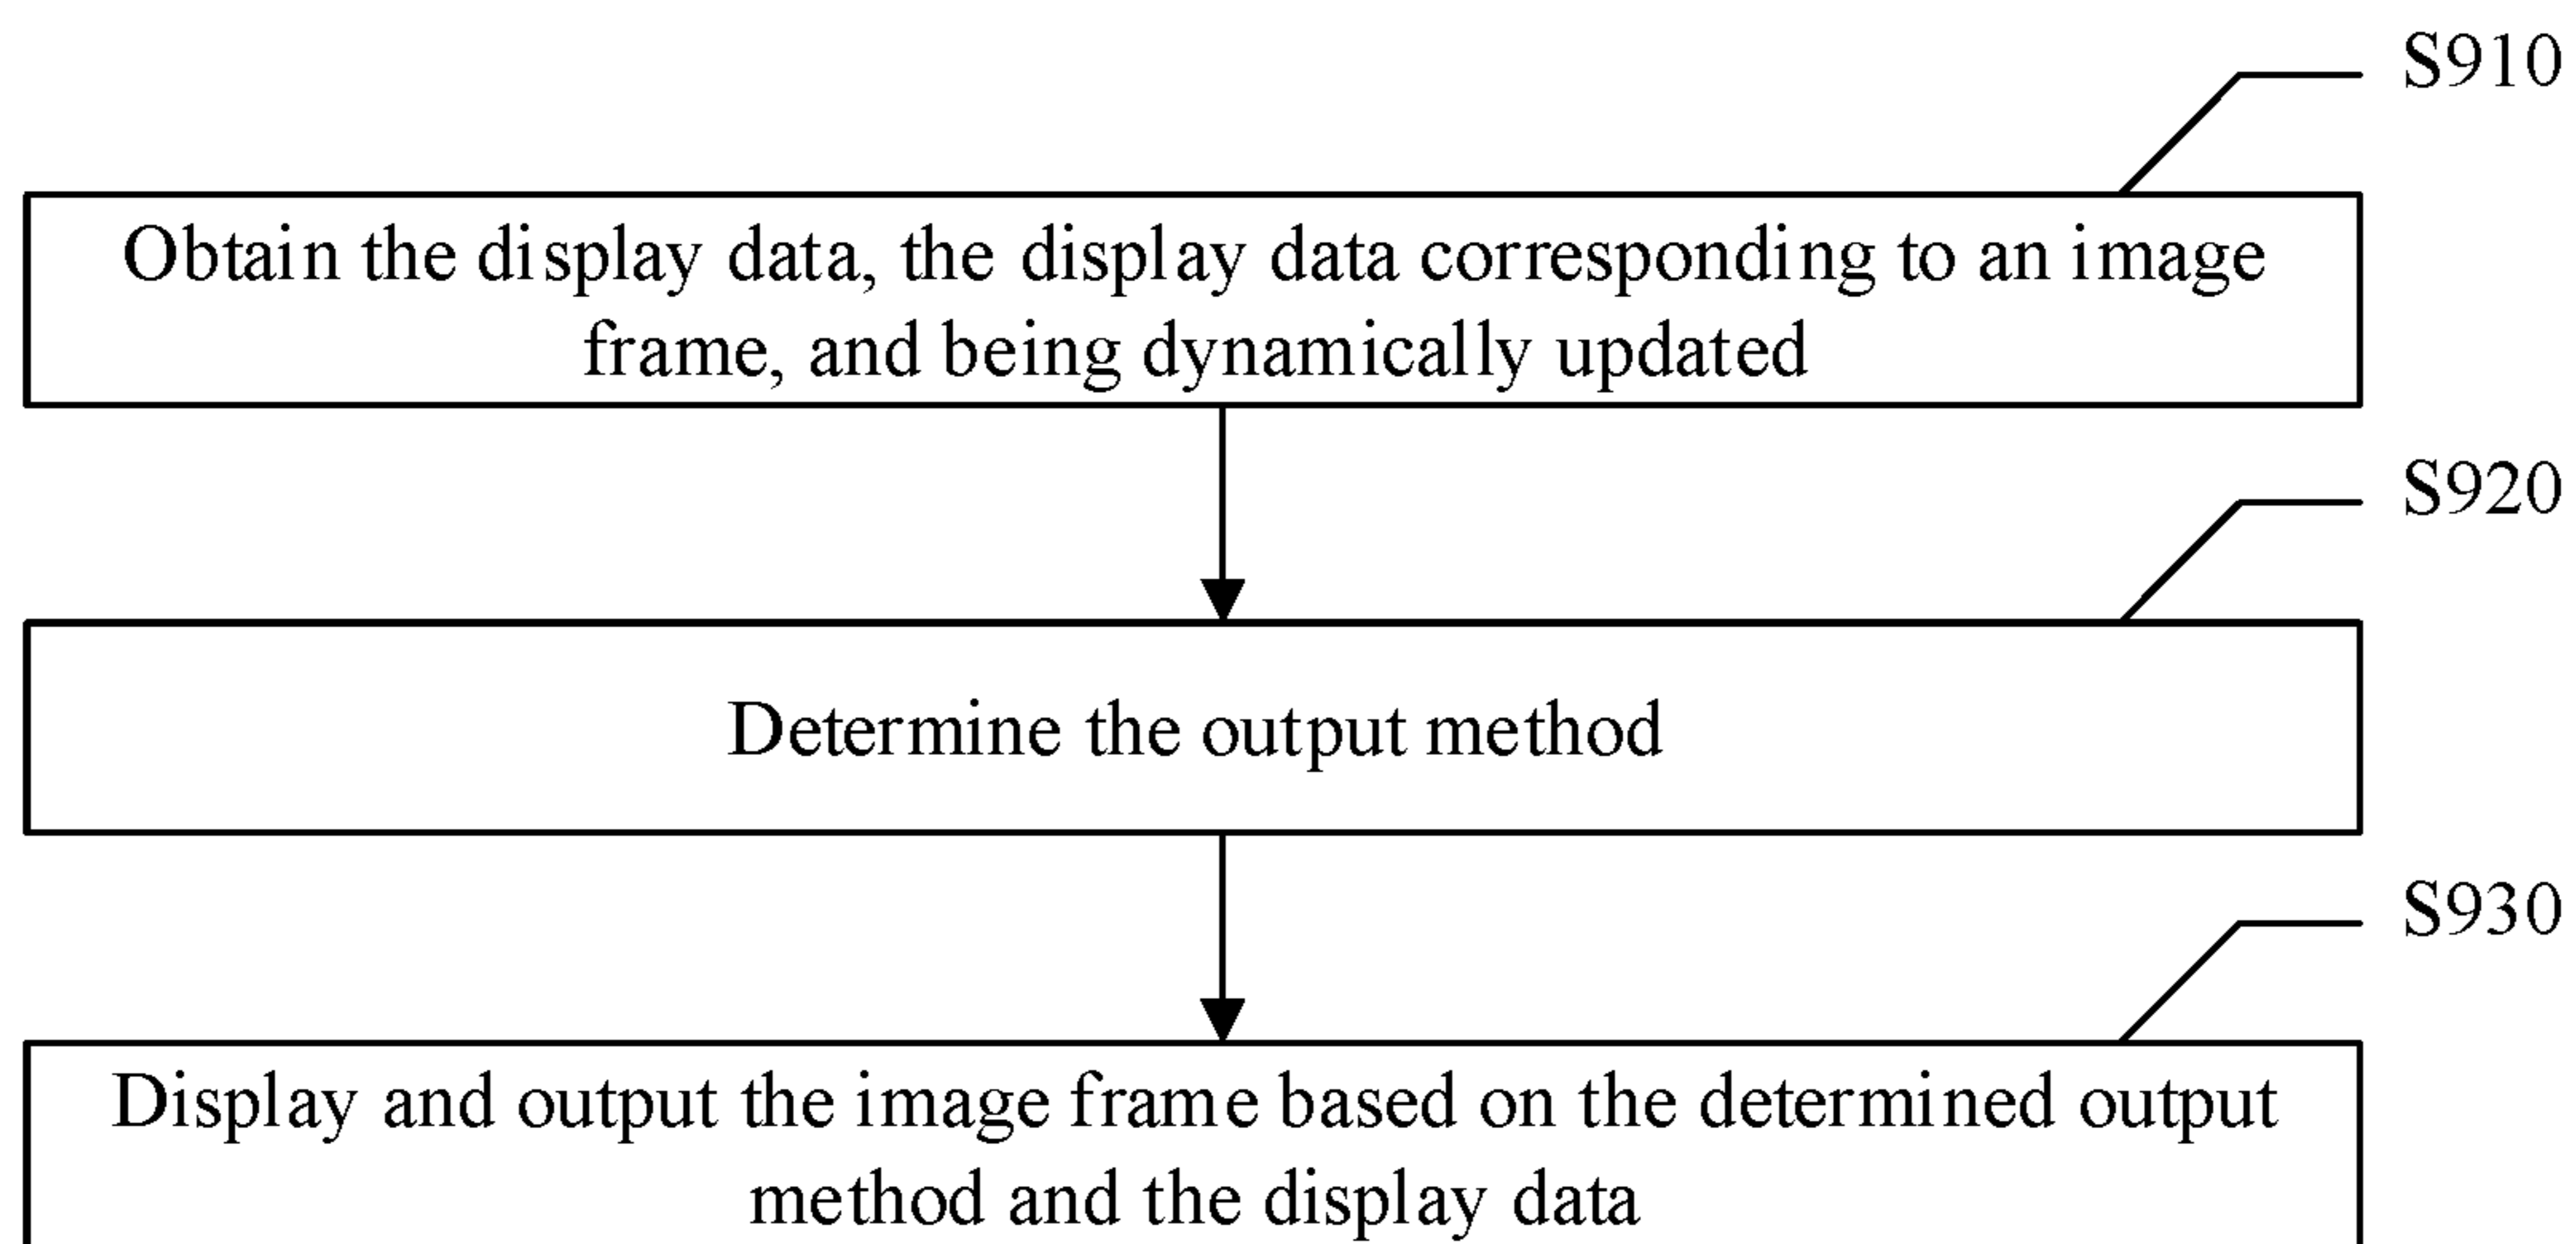 S910
Obtain the display data, the display data corresponding to an image
frame, and being dynamically updated
S920
Determine the output method
S930
Display and output the image frame based on the determined output
method and the display data